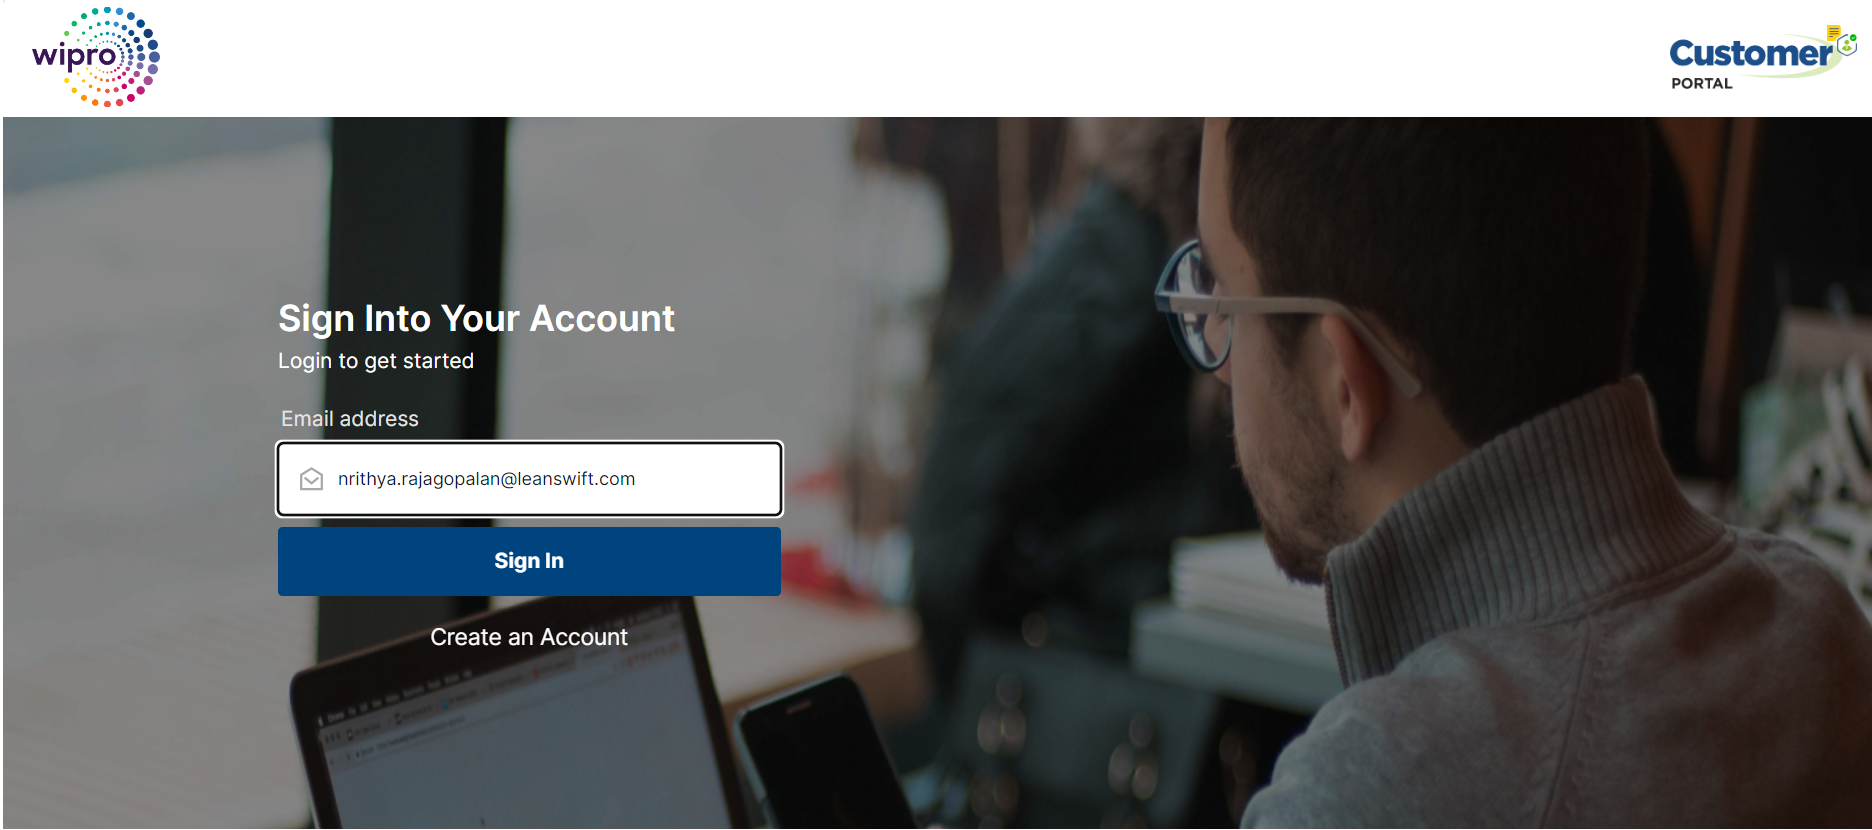 wipro
Customer
PORTAL
Sign Into Your Account
Login to get started
Email address
nrithya.rajagopalan@leanswift.com
Sign In
Create an Account